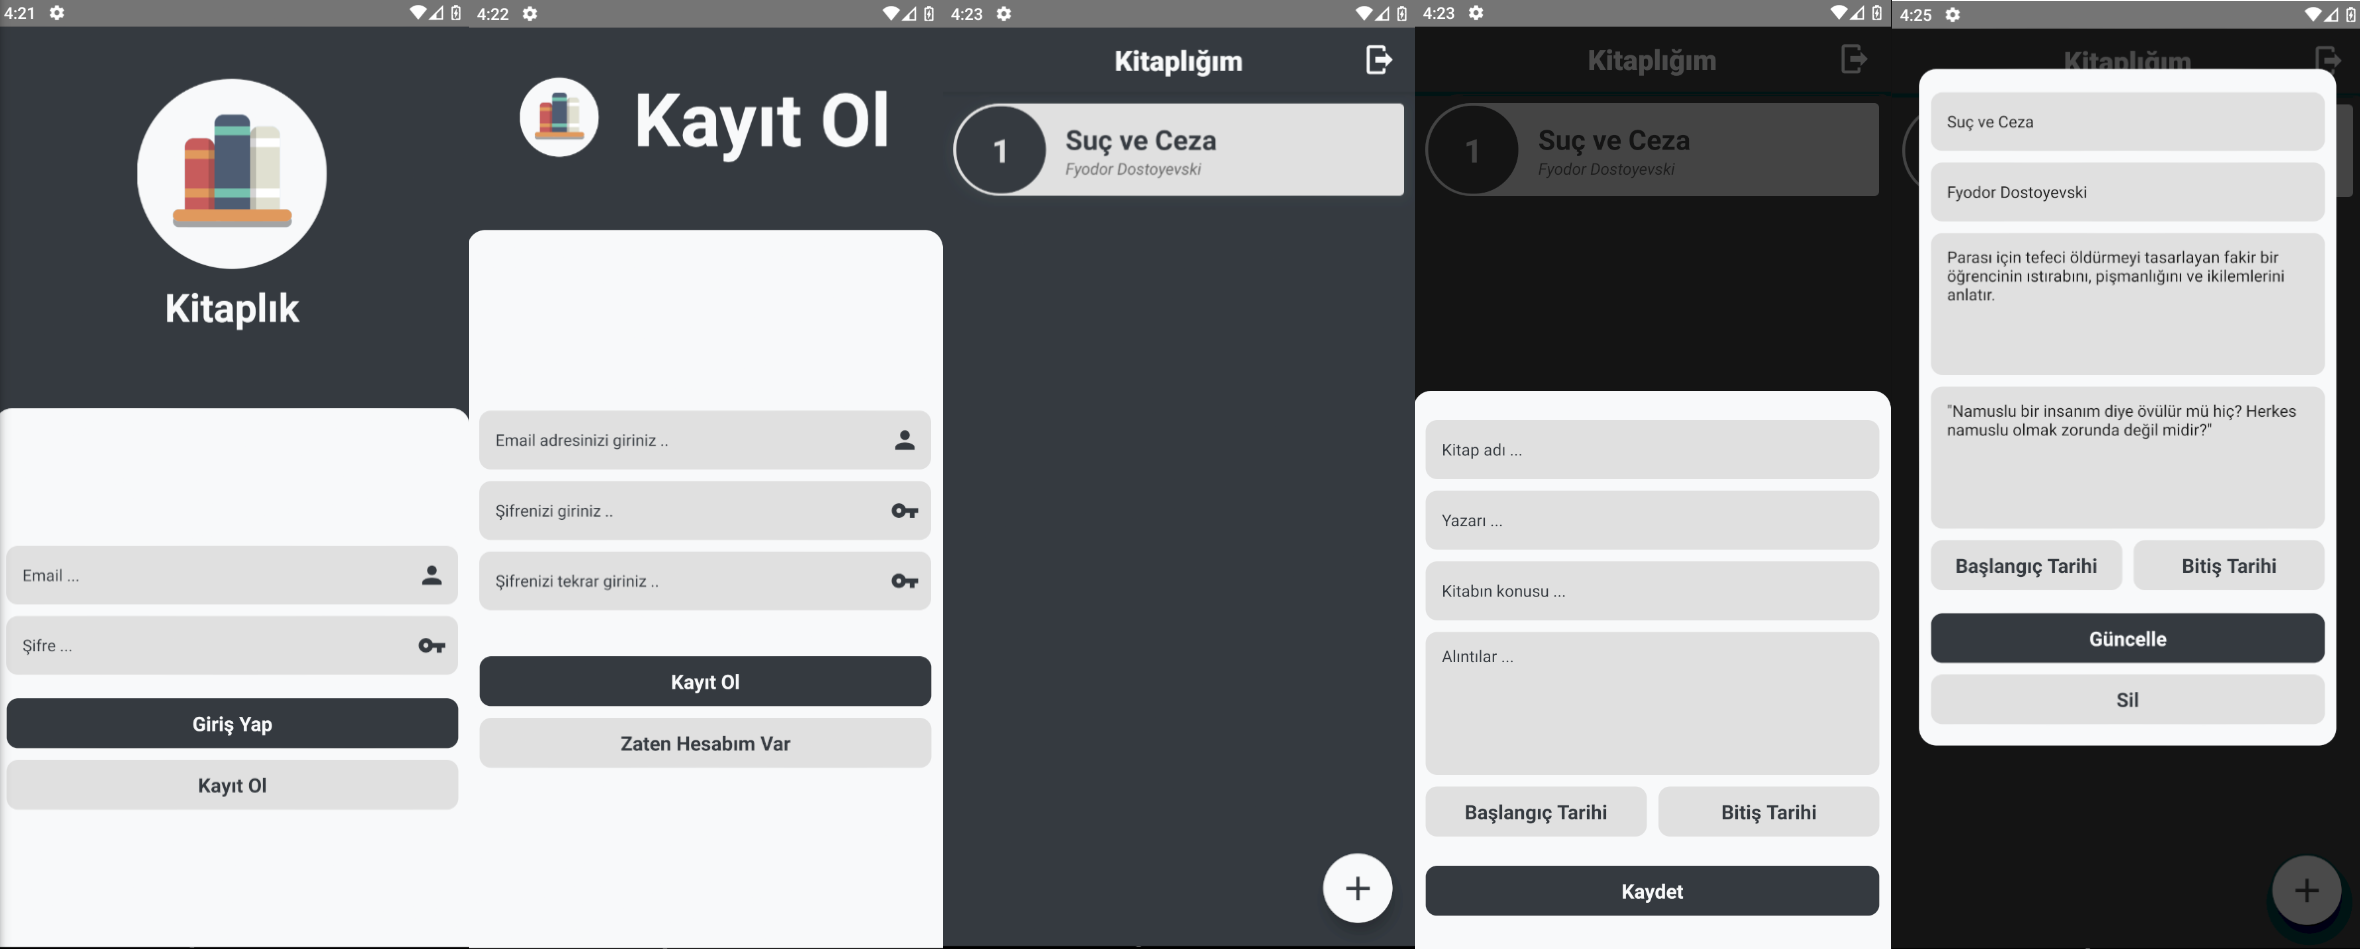 4:21
Kitaplık
Email ...
Şifre ...
Giriş Yap
Kayıt Ol
4:22
Kayıt Ol
Email adresinizi giriniz ..
Şifrenizi giriniz ..
Şifrenizi tekrar giriniz ..
Kayıt Ol
Zaten Hesabım Var
4:23
Kitaplığım
1
Suç ve Ceza
Fyodor Dostoyevski
+
4:23
Kitaplığım
1
Suç ve Ceza
Fyodor Dostoyevski
Kitap adı ...
Yazarı ...
Kitabın konusu ...
Alıntılar ...
Başlangıç Tarihi
Bitiş Tarihi
Kaydet
4:25
Kitaplığım
Suç ve Ceza
Fyodor Dostoyevski
Parası için tefeci öldürmeyi tasarlayan fakir bir
öğrencinin ıstırabını, pişmanlığını ve ikilemlerini
anlatır.
"Namuslu bir insanım diye övülür mü hiç? Herkes
namuslu olmak zorunda değil midir?"
Başlangıç Tarihi
Bitiş Tarihi
Güncelle
Sil
+